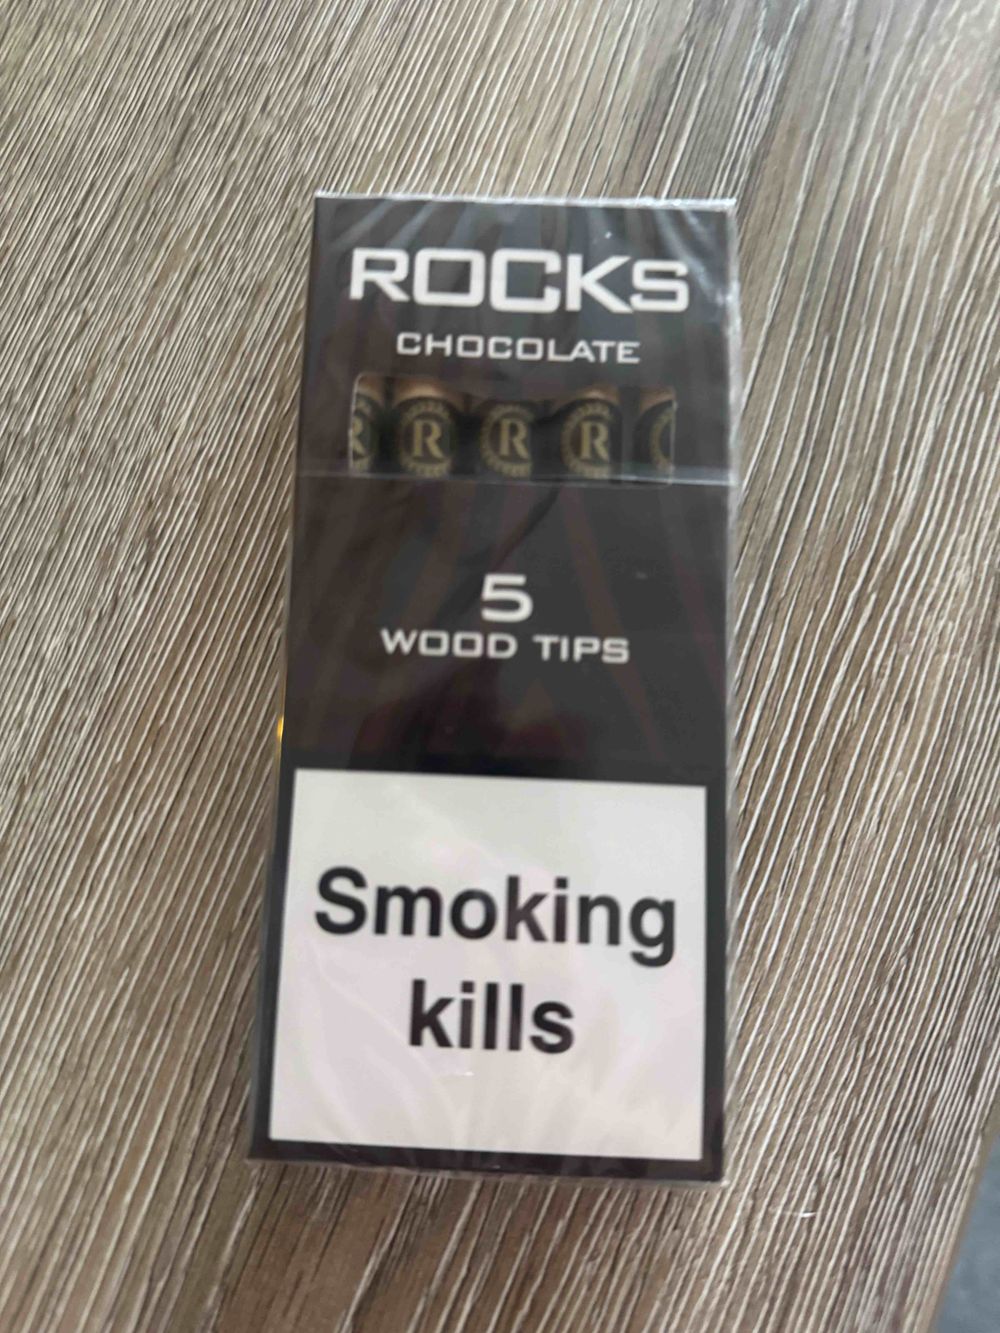 ROCKS
CHOCOLATE
R R R R
5
WOOD TIPS
Smoking
kills